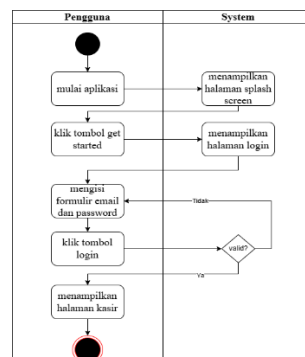 Pengguna
System
mulai aplikasi
menampilkan
halaman splash
screen
klik tombol get
started
menampilkan
halaman login
mengisi
formulir email
dan password
Tidak
klik tombol
login
valid?
Ya
menampilkan
halaman kasir